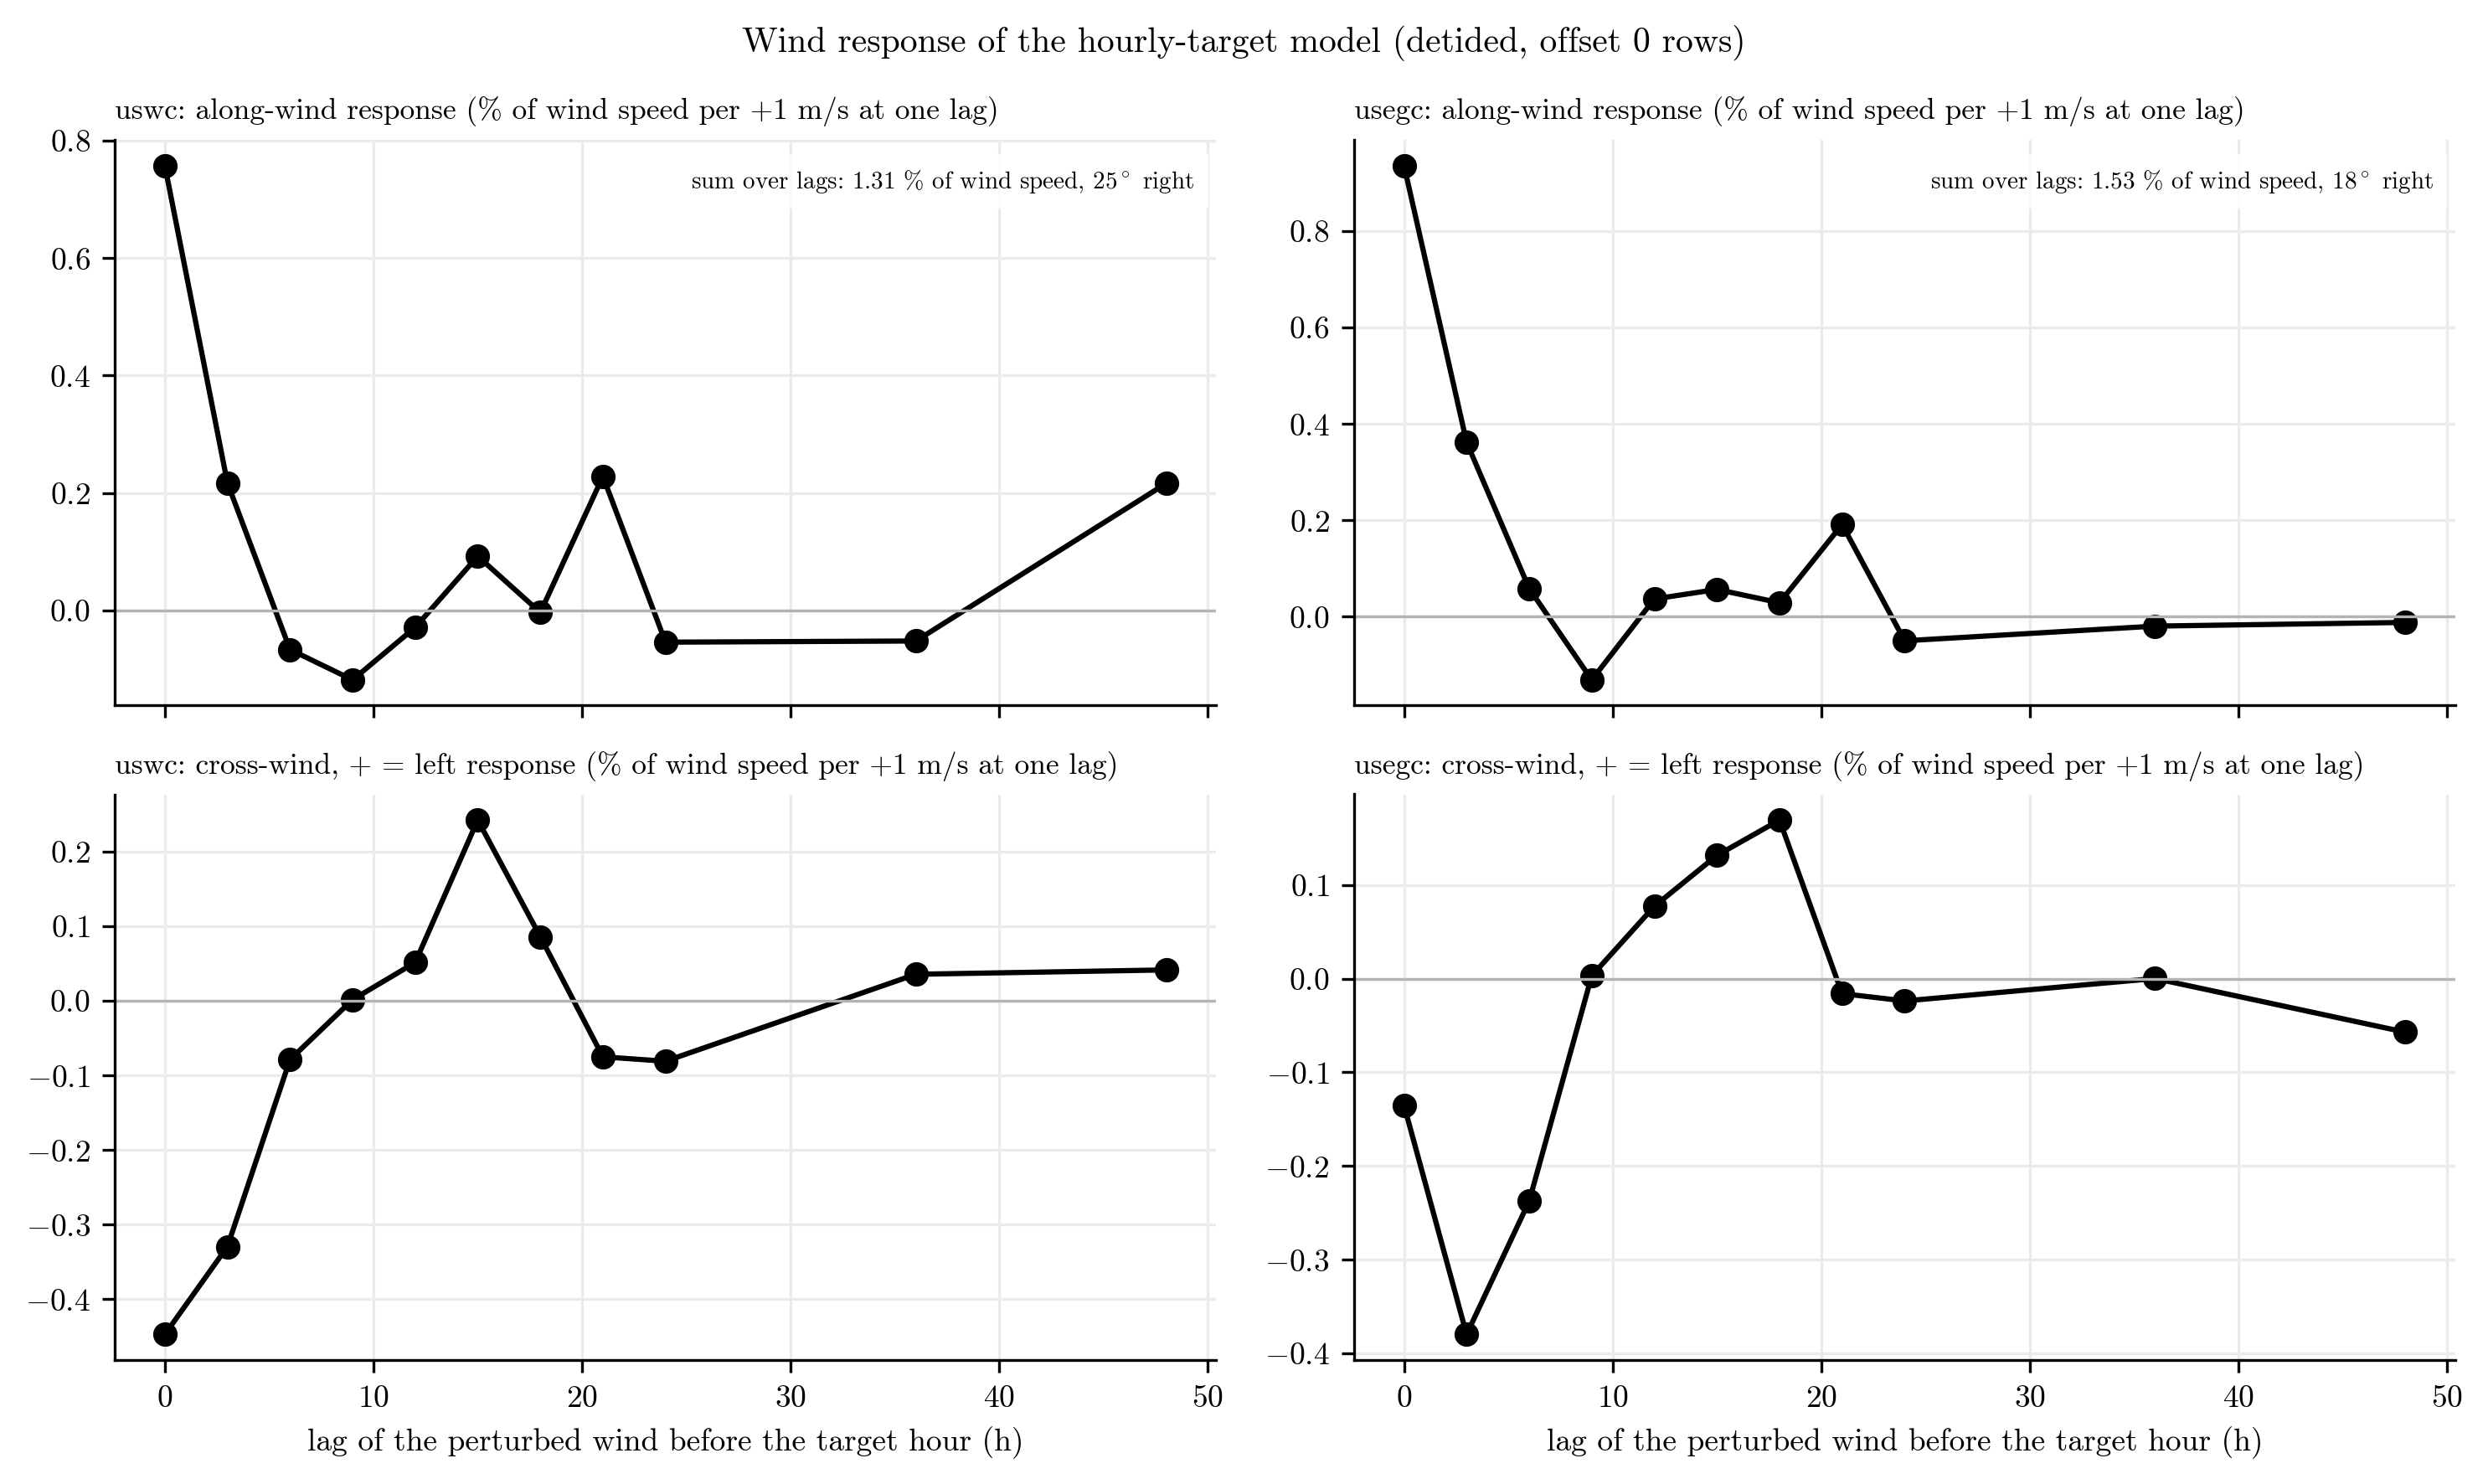 Wind response of the hourly-target model (detided, offset 0 rows)
uswc: along-wind response (% of wind speed per +1 m/s at one lag)
0.8
0.6
0.4
0.2
0.0
sum over lags: 1.31 % of wind speed, 25° right
usegc: along-wind response (% of wind speed per +1 m/s at one lag)
0.8
0.6
0.4
0.2
0.0
sum over lags: 1.53 % of wind speed, 18° right
uswc: cross-wind, + = left response (% of wind speed per +1 m/s at one lag)
0.2
0.1
0.0
−0.1
−0.2
−0.3
−0.4
0 10 20 30 40 50
lag of the perturbed wind before the target hour (h)
usegc: cross-wind, + = left response (% of wind speed per +1 m/s at one lag)
0.1
0.0
−0.1
−0.2
−0.3
−0.4
0 10 20 30 40 50
lag of the perturbed wind before the target hour (h)